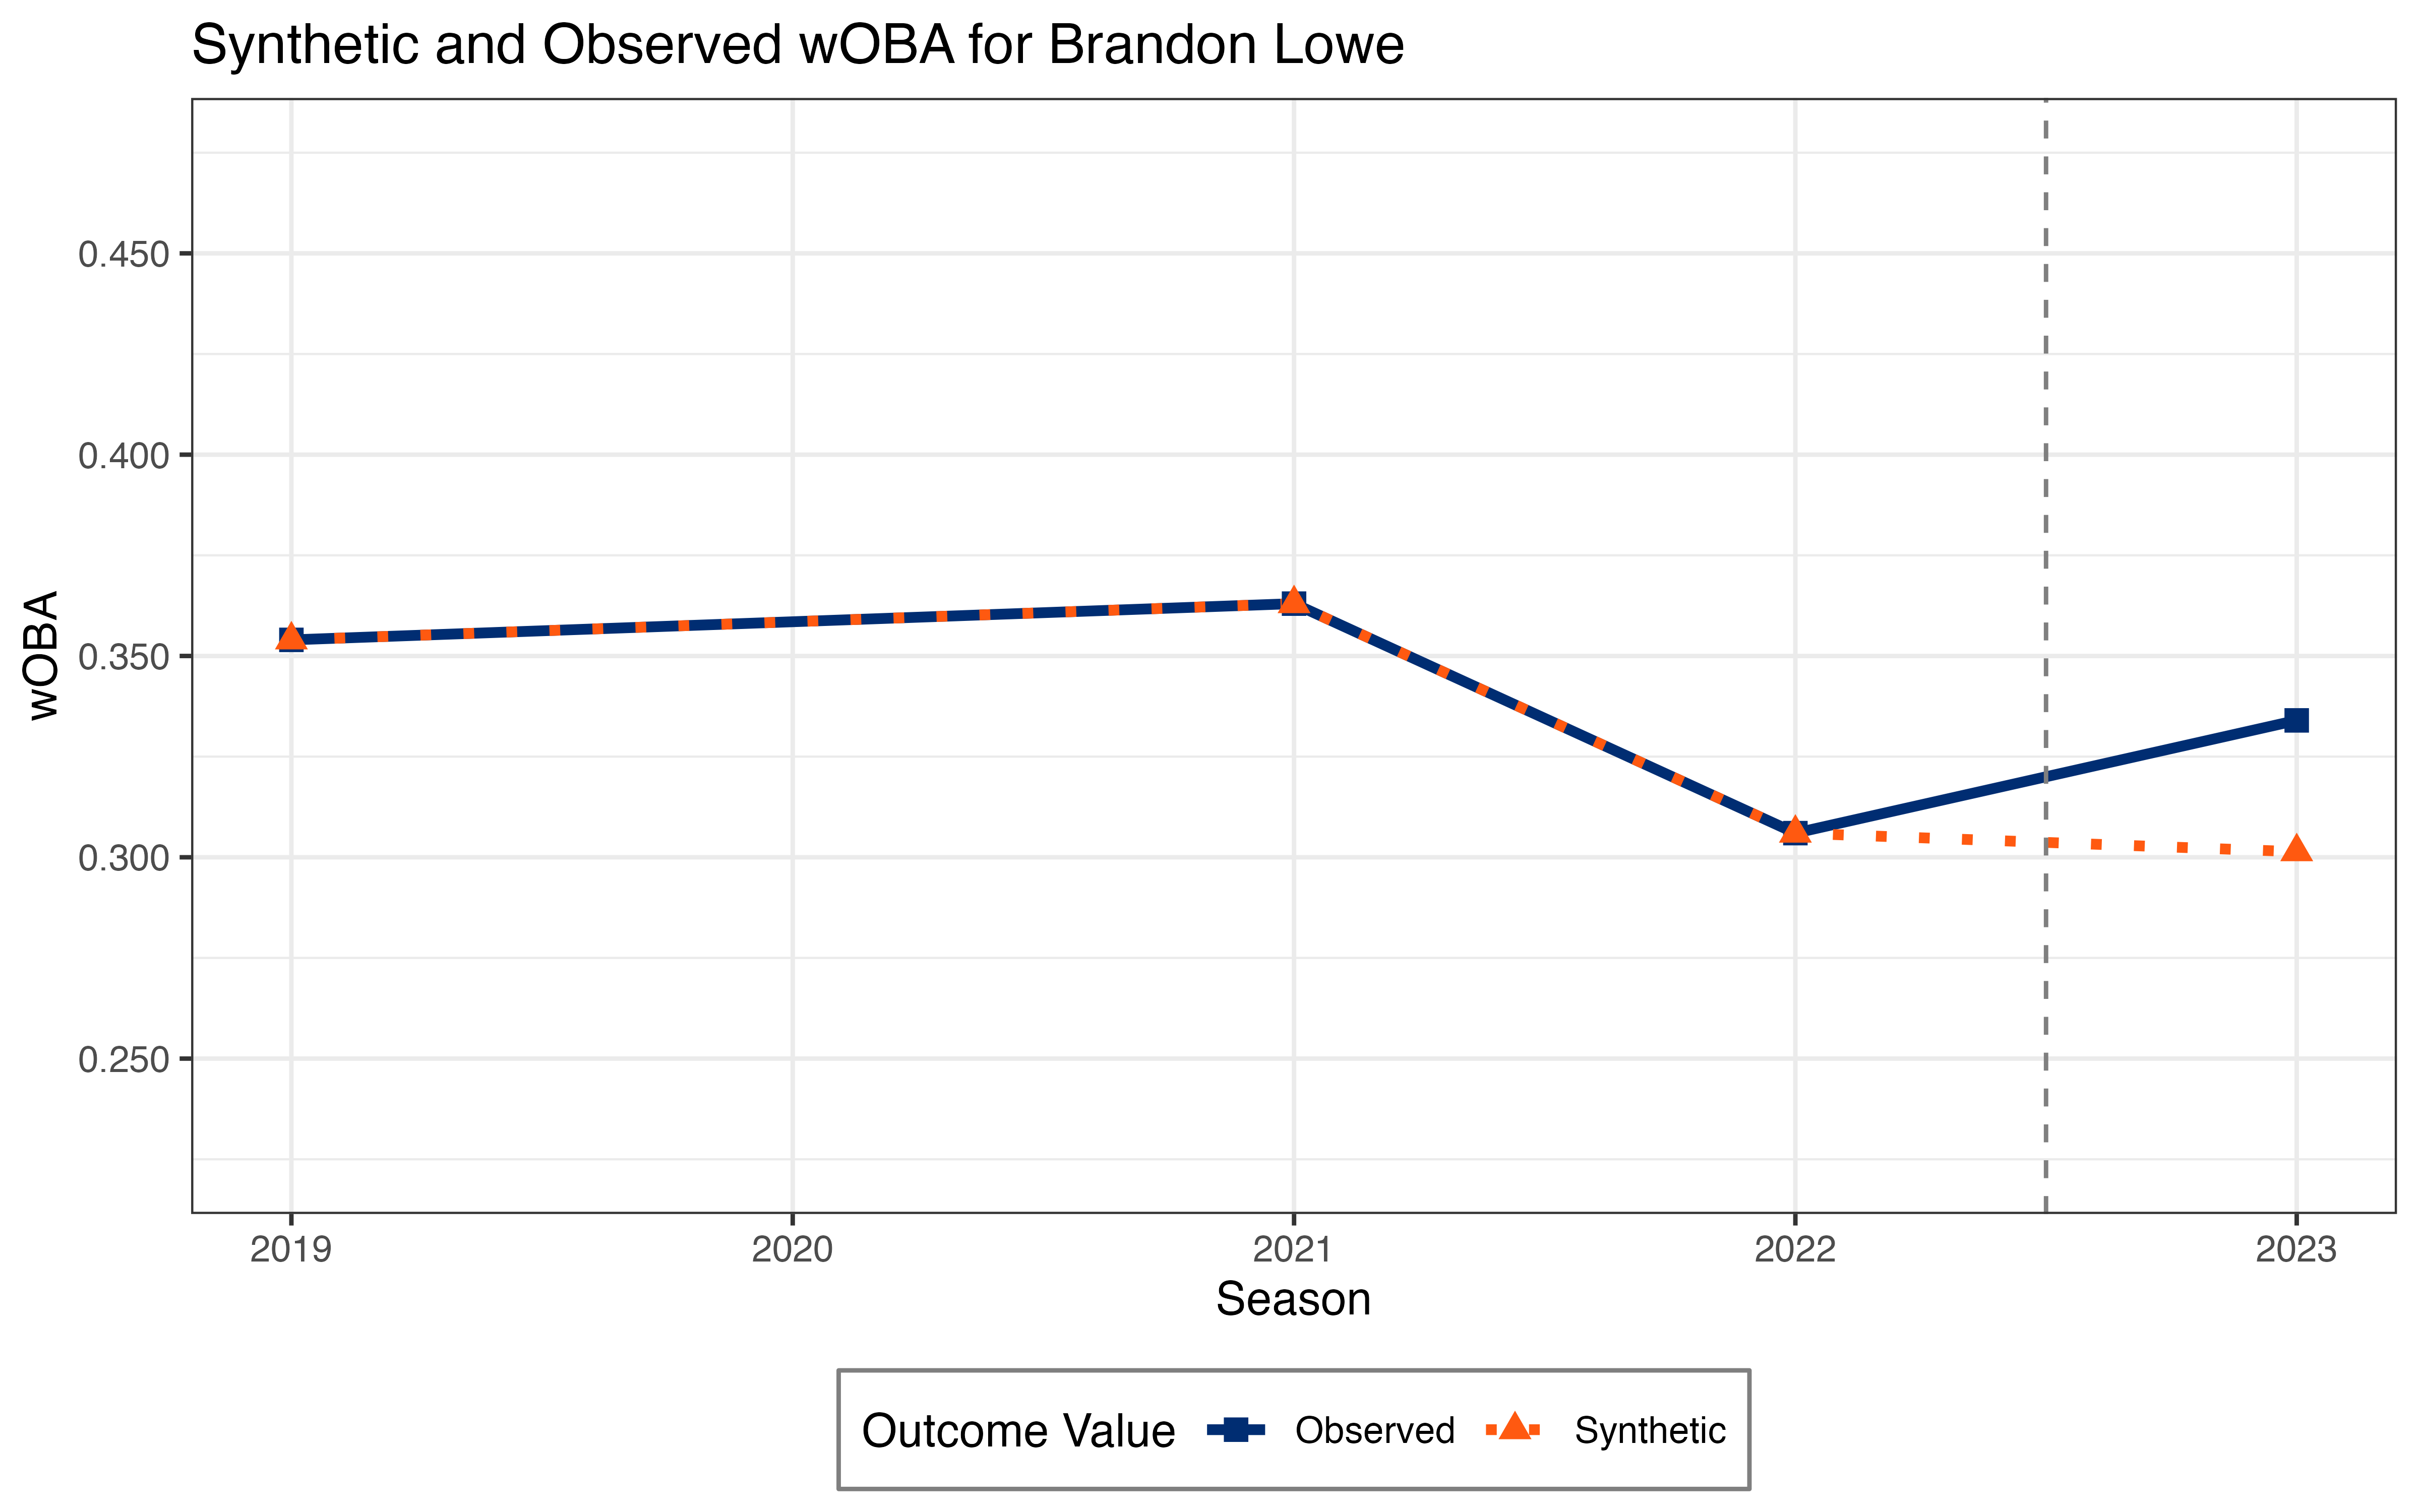 Synthetic and Observed wOBA for Brandon Lowe
wOBA
0.450
0.400
0.350
0.300
0.250
2019 2020 2021 2022 2023
Season
Outcome Value Observed Synthetic